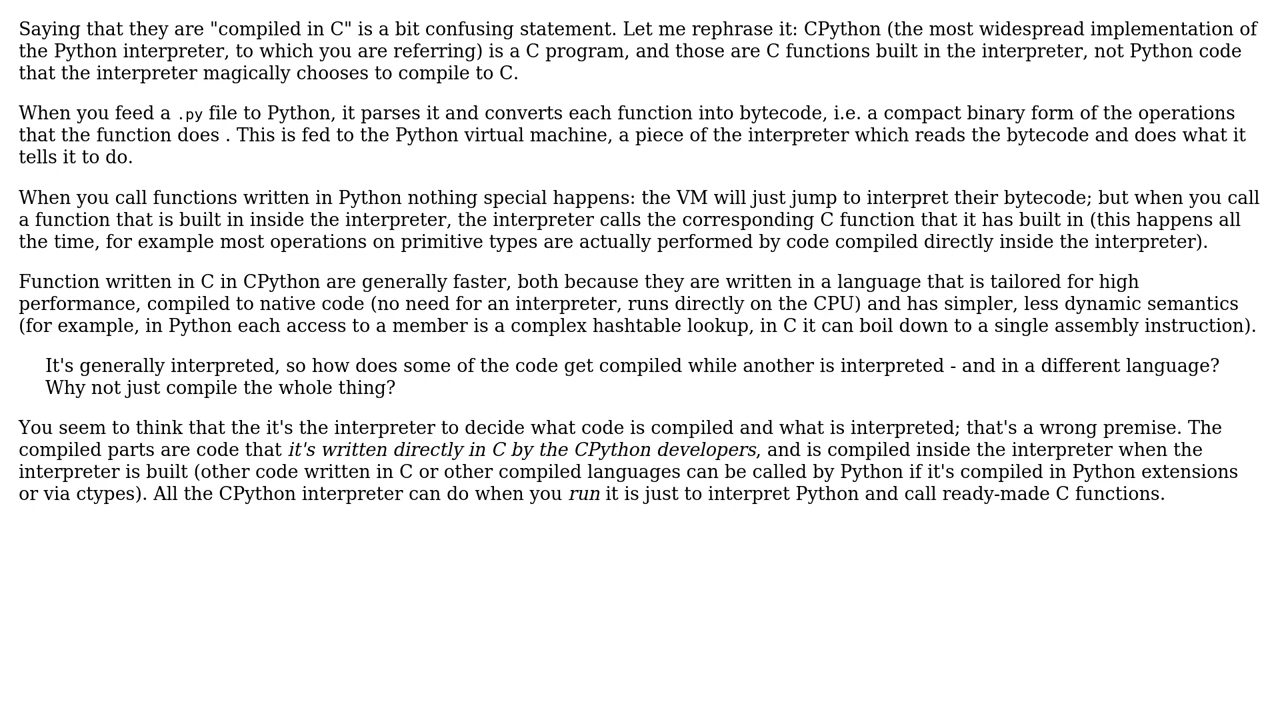 Saying that they are "compiled in C" is a bit confusing statement. Let me rephrase it: CPython (the most widespread implementation of
the Python interpreter, to which you are referring) is a C program, and those are C functions built in the interpreter, not Python code
that the interpreter magically chooses to compile to C.
When you feed a .py file to Python, it parses it and converts each function into bytecode, i.e. a compact binary form of the operations
that the function does . This is fed to the Python virtual machine, a piece of the interpreter which reads the bytecode and does what it
tells it to do.
When you call functions written in Python nothing special happens: the VM will just jump to interpret their bytecode; but when you call
a function that is built in inside the interpreter, the interpreter calls the corresponding C function that it has built in (this happens all
the time, for example most operations on primitive types are actually performed by code compiled directly inside the interpreter).
Function written in C in CPython are generally faster, both because they are written in a language that is tailored for high
performance, compiled to native code (no need for an interpreter, runs directly on the CPU) and has simpler, less dynamic semantics
(for example, in Python each access to a member is a complex hashtable lookup, in C it can boil down to a single assembly instruction).
It's generally interpreted, so how does some of the code get compiled while another is interpreted - and in a different language?
Why not just compile the whole thing?
You seem to think that the it's the interpreter to decide what code is compiled and what is interpreted; that's a wrong premise. The
compiled parts are code that it's written directly in C by the CPython developers, and is compiled inside the interpreter when the
interpreter is built (other code written in C or other compiled languages can be called by Python if it's compiled in Python extensions
or via ctypes). All the CPython interpreter can do when you run it is just to interpret Python and call ready-made C functions.